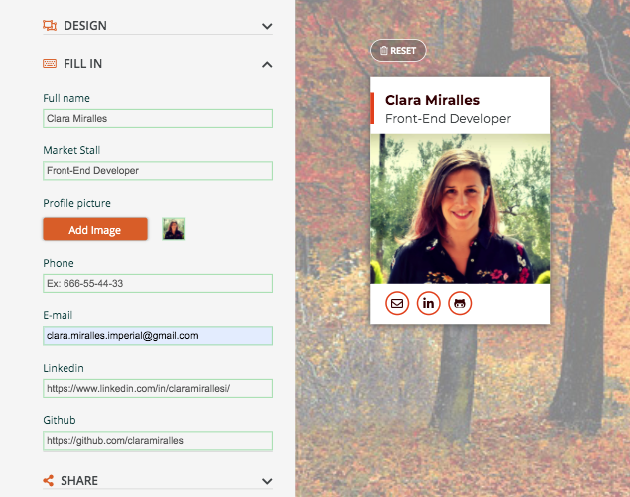 DESIGN
FILL IN
Full name
Clara Miralles
Market Stall
Front-End Developer
Profile picture
Add Image
Phone
Ex: 666-55-44-33
E-mail
clara.miralles.imperial@gmail.com
Linkedin
https://www.linkedin.com/in/claramirallesi/
Github
https://github.com/claramiralles
SHARE
RESET
Clara Miralles
Front-End Developer
in